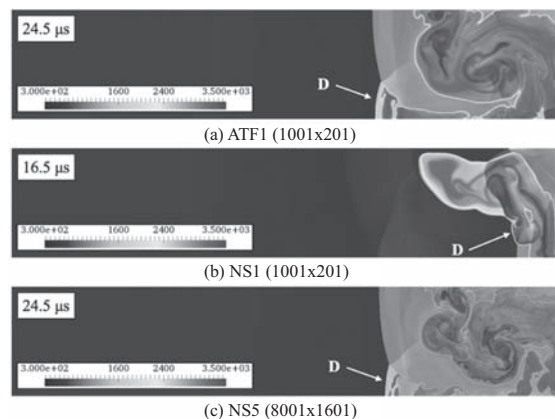 24.5 µs
3.000e+02 1600 2400 3.500e+03
D
(a) ATF1 (1001x201)
16.5 µs
3.000e+02 1600 2400 3.500e+03
D
(b) NS1 (1001x201)
24.5 µs
3.000e+02 1600 2400 3.500e+03
D
(c) NS5 (8001x1601)